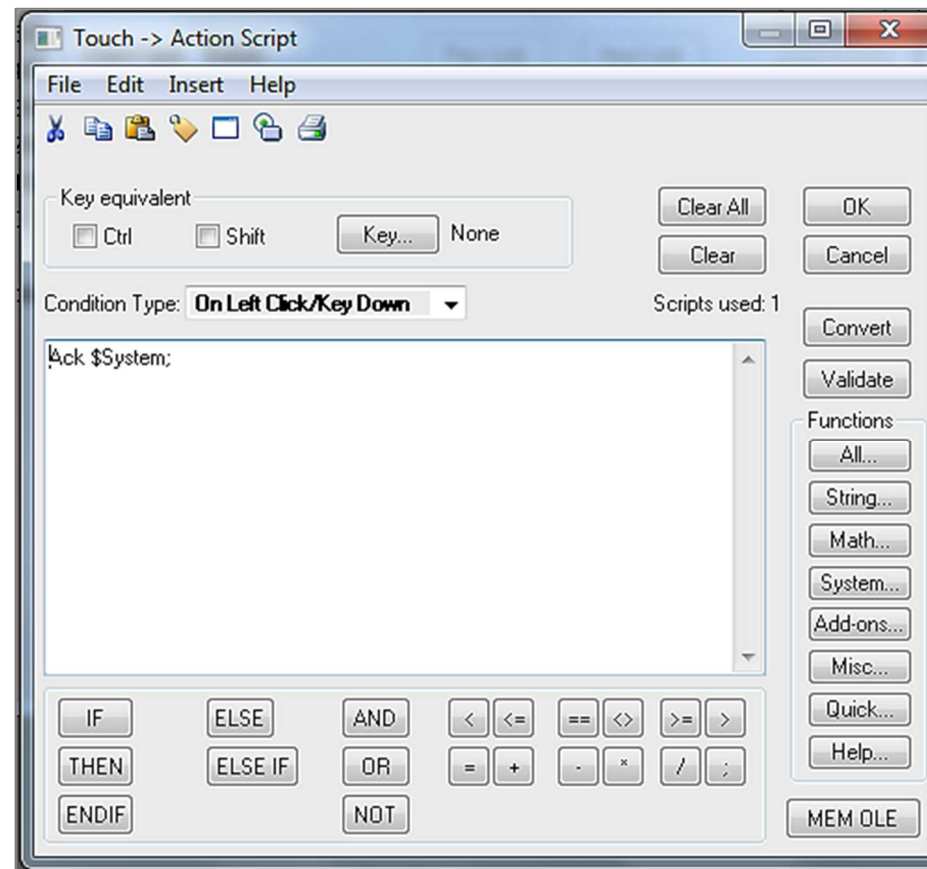 Touch -> Action Script
File Edit Insert Help
Key equivalent
Ctrl Shift Key... None
Clear All OK
Clear Cancel
Condition Type: On Left Click/Key Down Scripts used: 1
Convert
Ack $System;
Validate
Functions
All...
String...
Math...
System...
Add-ons...
Misc...
Quick...
Help...
IF ELSE AND < <= == <> >= >
THEN ELSE IF OR = + - * / ;
ENDIF NOT MEM OLE